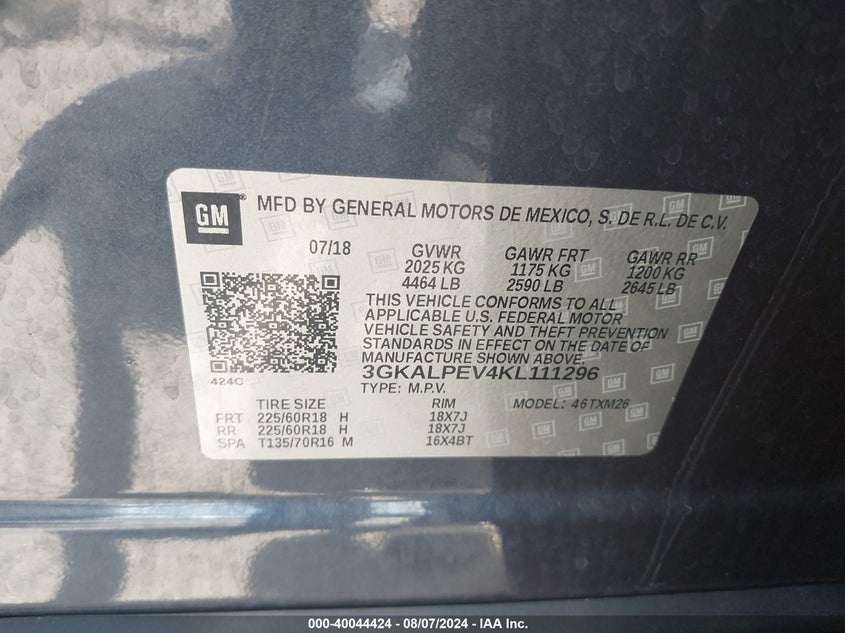 GM
MFD BY GENERAL MOTORS DE MEXICO, S. DE R.L. DE C.V.
07/18 GVWR GAWR FRT GAWR RR
2025 KG 1175 KG 1200 KG
4464 LB 2590 LB 2645 LB
THIS VEHICLE CONFORMS TO ALL
APPLICABLE U.S. FEDERAL MOTOR
VEHICLE SAFETY AND THEFT PREVENTION
STANDARDS IN EFFECT ON THE DATE OF
MANUFACTURE SHOWN ABOVE.
3GKALPEV4KL111296
424C
TYPE: M.P.V. MODEL: 46TXM26
TIRE SIZE RIM
FRT 225/60R18 H 18X7J
RR 225/60R18 H 18X7J
SPA T135/70R16 M 16X4BT
000-40044424 - 08/07/2024 - IAA Inc.